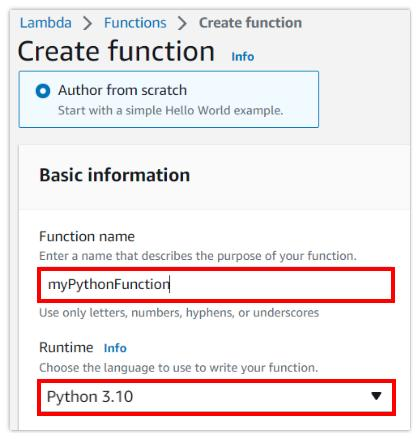 Lambda > Functions > Create function
Create function Info
Author from scratch
Start with a simple Hello World example.
Basic information
Function name
Enter a name that describes the purpose of your function.
myPythonFunction
Use only letters, numbers, hyphens, or underscores
Runtime Info
Choose the language to use to write your function.
Python 3.10